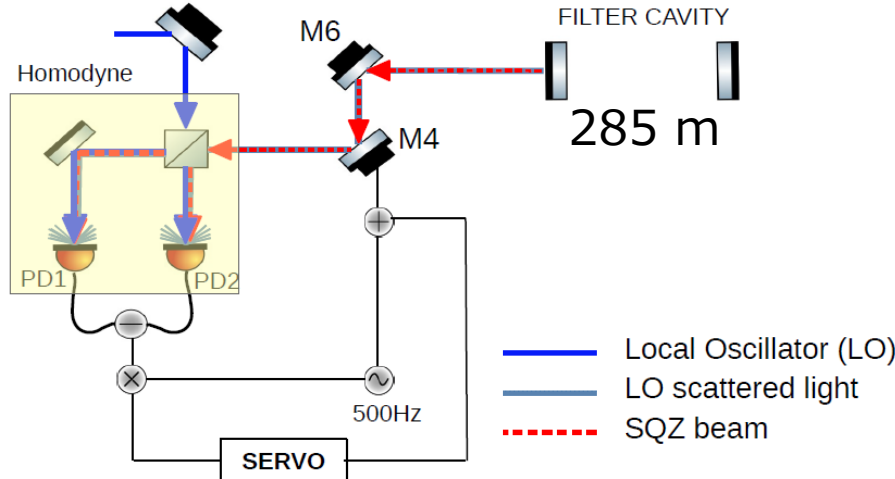 FILTER CAVITY
M6
Homodyne
285 m
M4
PD1
PD2
500Hz
SERVO
Local Oscillator (LO)
LO scattered light
SQZ beam